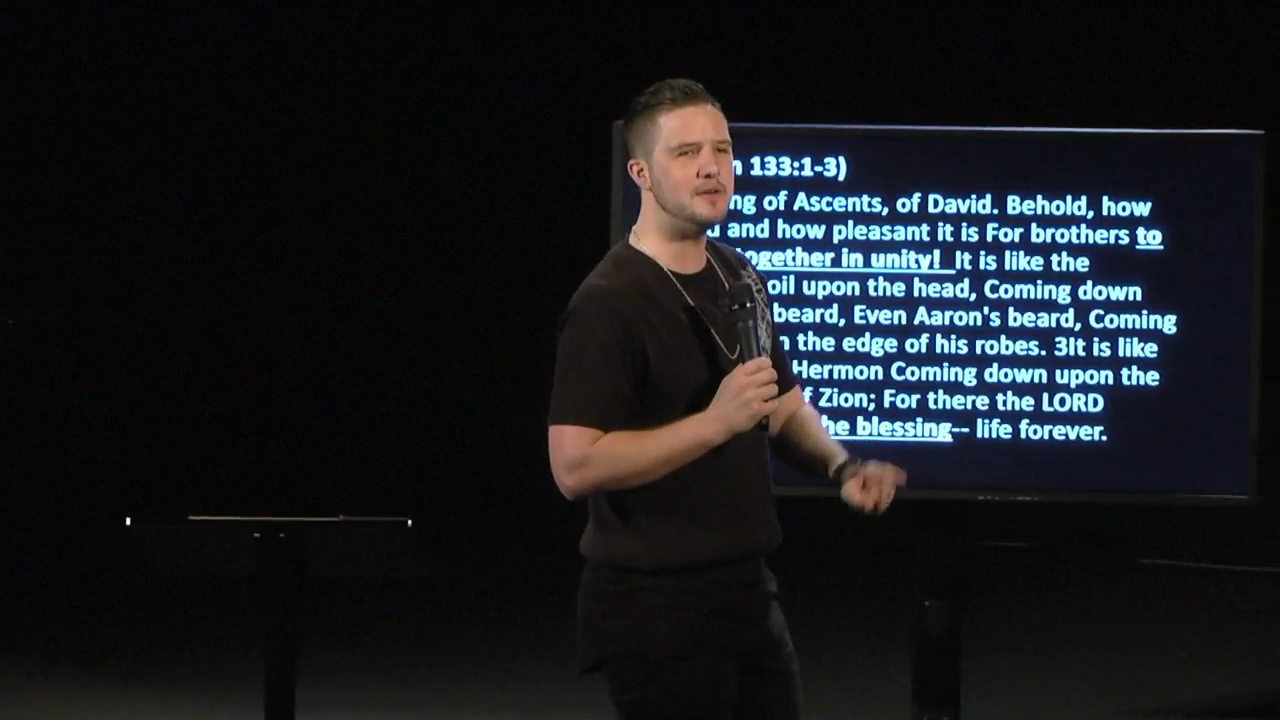 133:1-3)
of Ascents, of David. Behold, how
and how pleasant it is For brothers to
together in unity! It is like the
oil upon the head, Coming down
beard, Even Aaron's beard, Coming
the edge of his robes. 3It is like
Hermon Coming down upon the
Zion; For there the LORD
he blessing-- life forever.